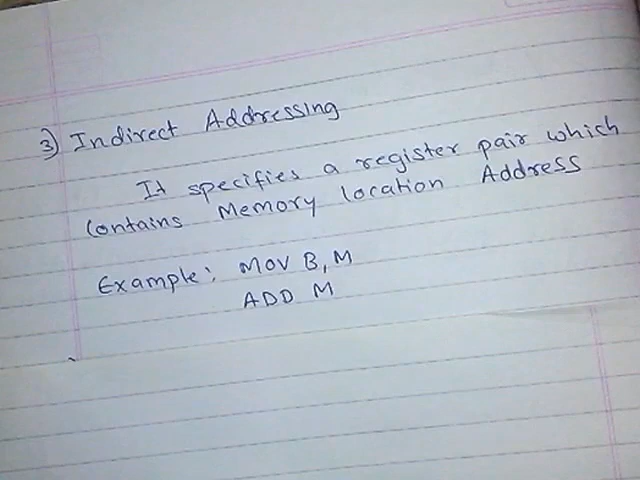 3) Indirect Addressing
It specifies a register pair which
contains Memory location Address
Example: MOV B, M
ADD M